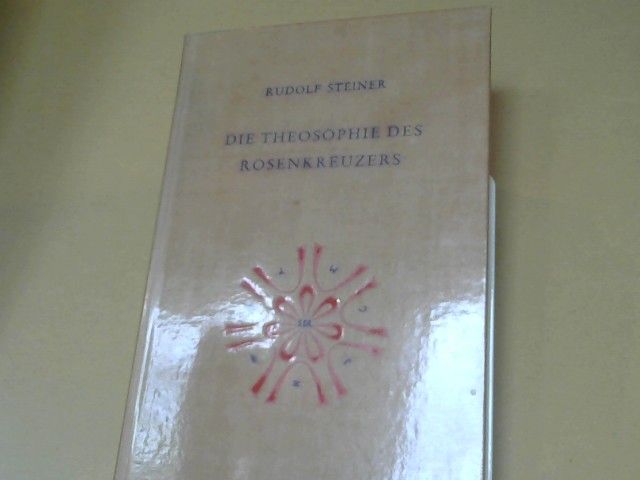 RUDOLF STEINER
DIE THEOSOPHIE DES
ROSENKREUZERS